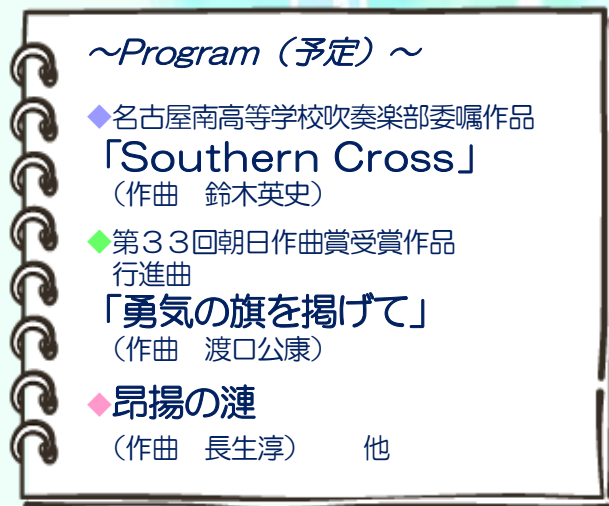 ～Program（予定）～
◆名古屋南高等学校吹奏楽部委嘱作品
「Southern Cross」
（作曲　鈴木英史）
◆第３３回朝日作曲賞受賞作品
行進曲
「勇気の旗を掲げて」
（作曲　渡口公康）
◆昂揚の漣
（作曲　長生淳）　　他